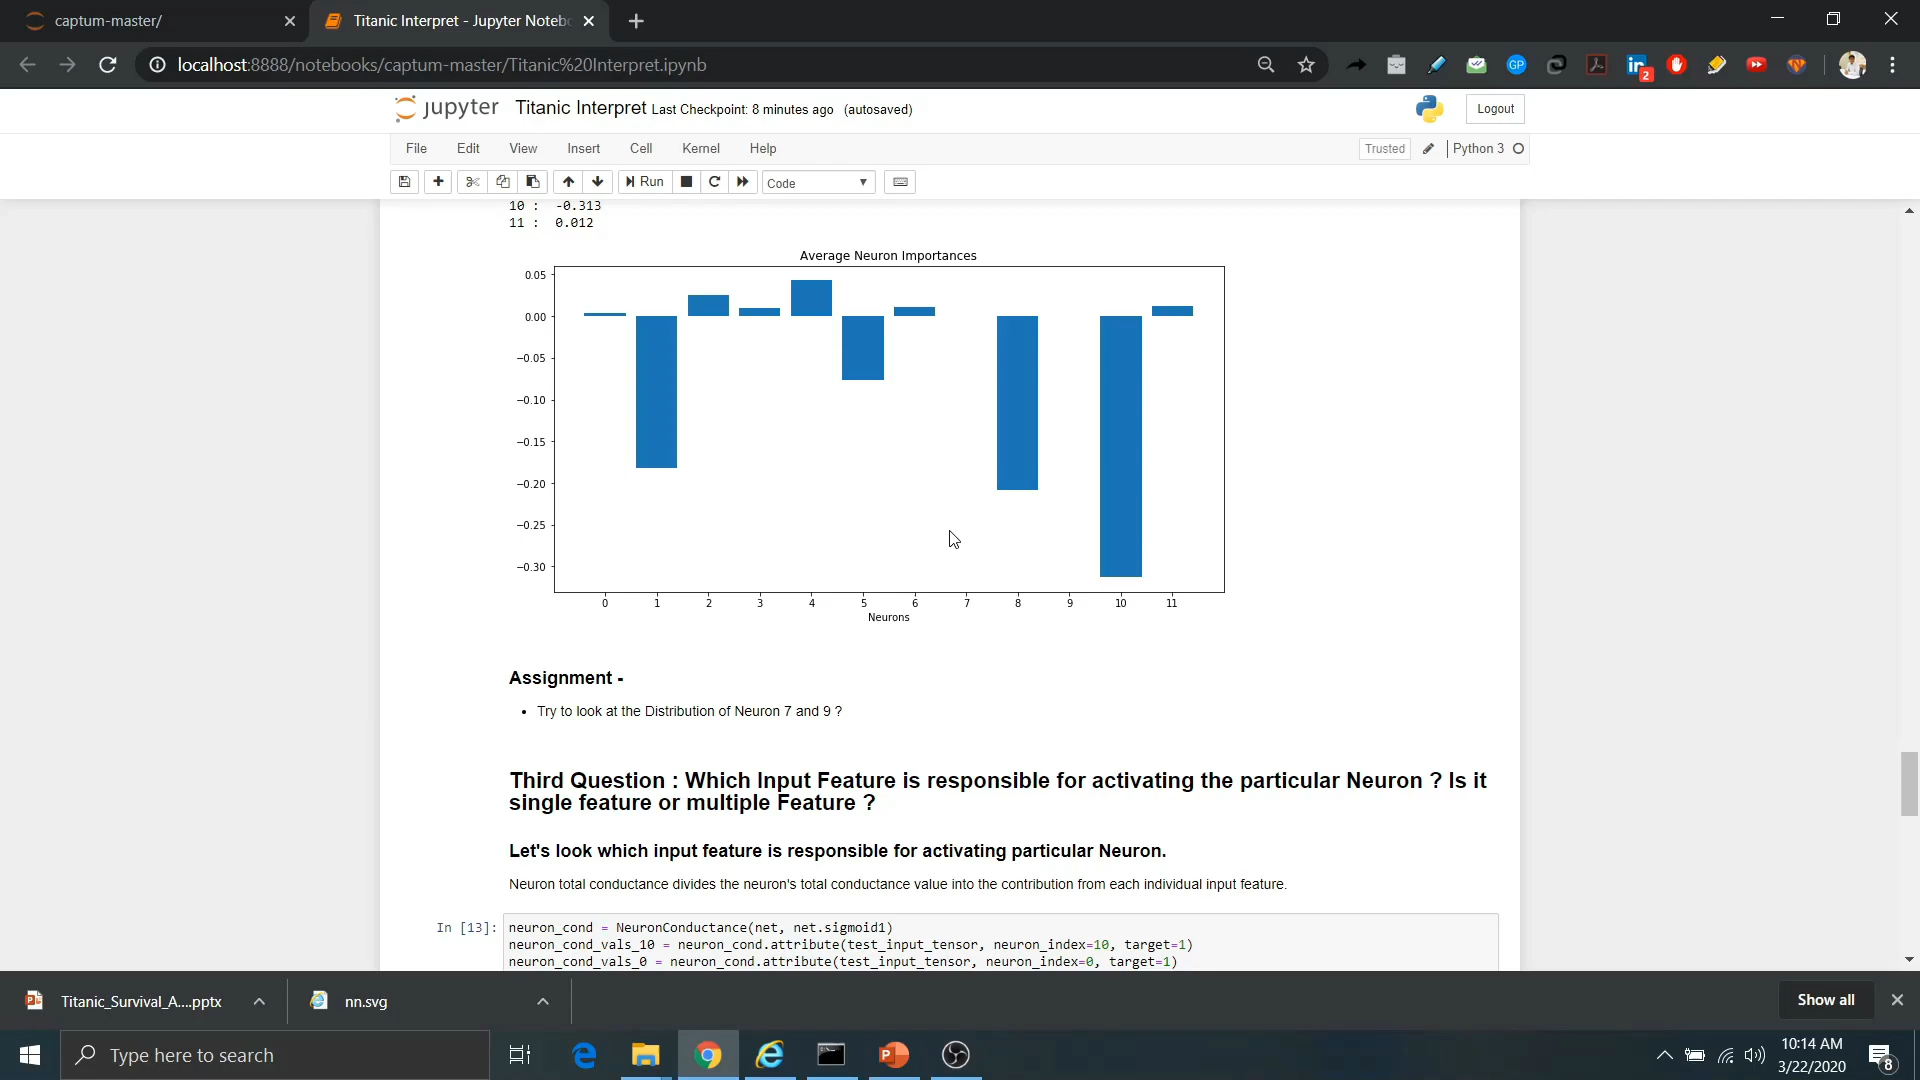 captum-master/
Titanic Interpret - Jupyter Notebo
localhost:8888/notebooks/captum-master/Titanic%20Interpret.ipynb
GP
2
jupyter Titanic Interpret Last Checkpoint: 8 minutes ago (autosaved)
Logout
File Edit View Insert Cell Kernel Help
Trusted
Python 3
Run
Code
10 : -0.313
11 : 0.012
Average Neuron Importances
0.05
0.00
−0.05
−0.10
−0.15
−0.20
−0.25
−0.30
0 1 2 3 4 5 6 7 8 9 10 11
Neurons
Assignment -
• Try to look at the Distribution of Neuron 7 and 9 ?
Third Question : Which Input Feature is responsible for activating the particular Neuron ? Is it
single feature or multiple Feature ?
Let's look which input feature is responsible for activating particular Neuron.
Neuron total conductance divides the neuron's total conductance value into the contribution from each individual input feature.
In [13]: neuron_cond = NeuronConductance(net, net.sigmoid1)
neuron_cond_vals_10 = neuron_cond.attribute(test_input_tensor, neuron_index=10, target=1)
neuron_cond_vals_0 = neuron_cond.attribute(test_input_tensor, neuron_index=0, target=1)
Titanic_Survival_A....pptx
nn.svg
Show all
Type here to search
10:14 AM
3/22/2020
8